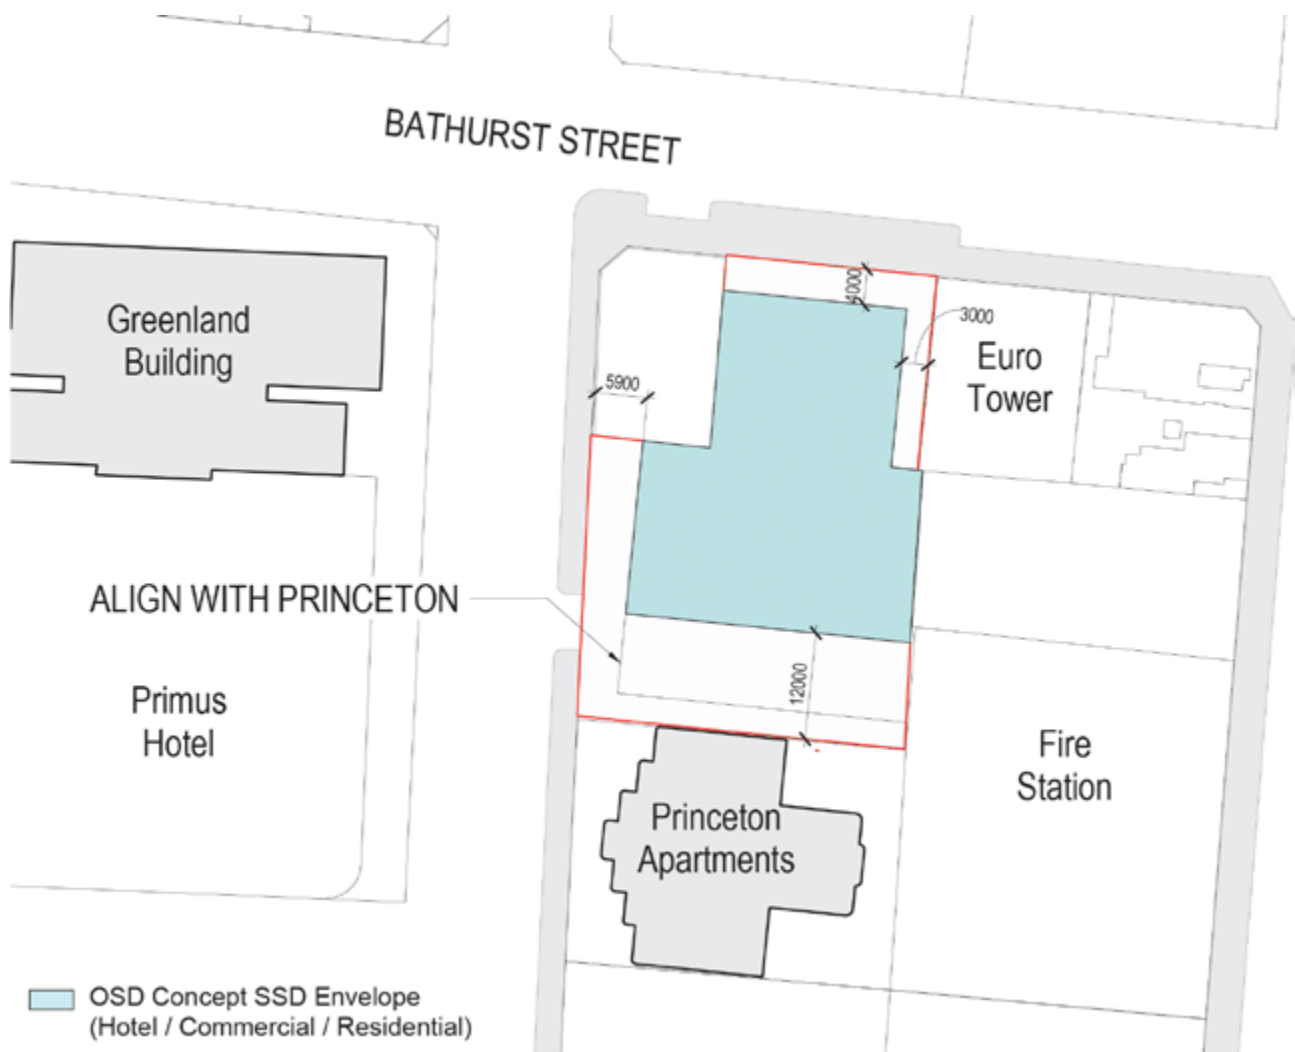 BATHURST STREET
Greenland
Building
4000
3000
Euro
Tower
5900
ALIGN WITH PRINCETON
12000
Primus
Hotel
Fire
Station
Princeton
Apartments
OSD Concept SSD Envelope
(Hotel / Commercial / Residential)